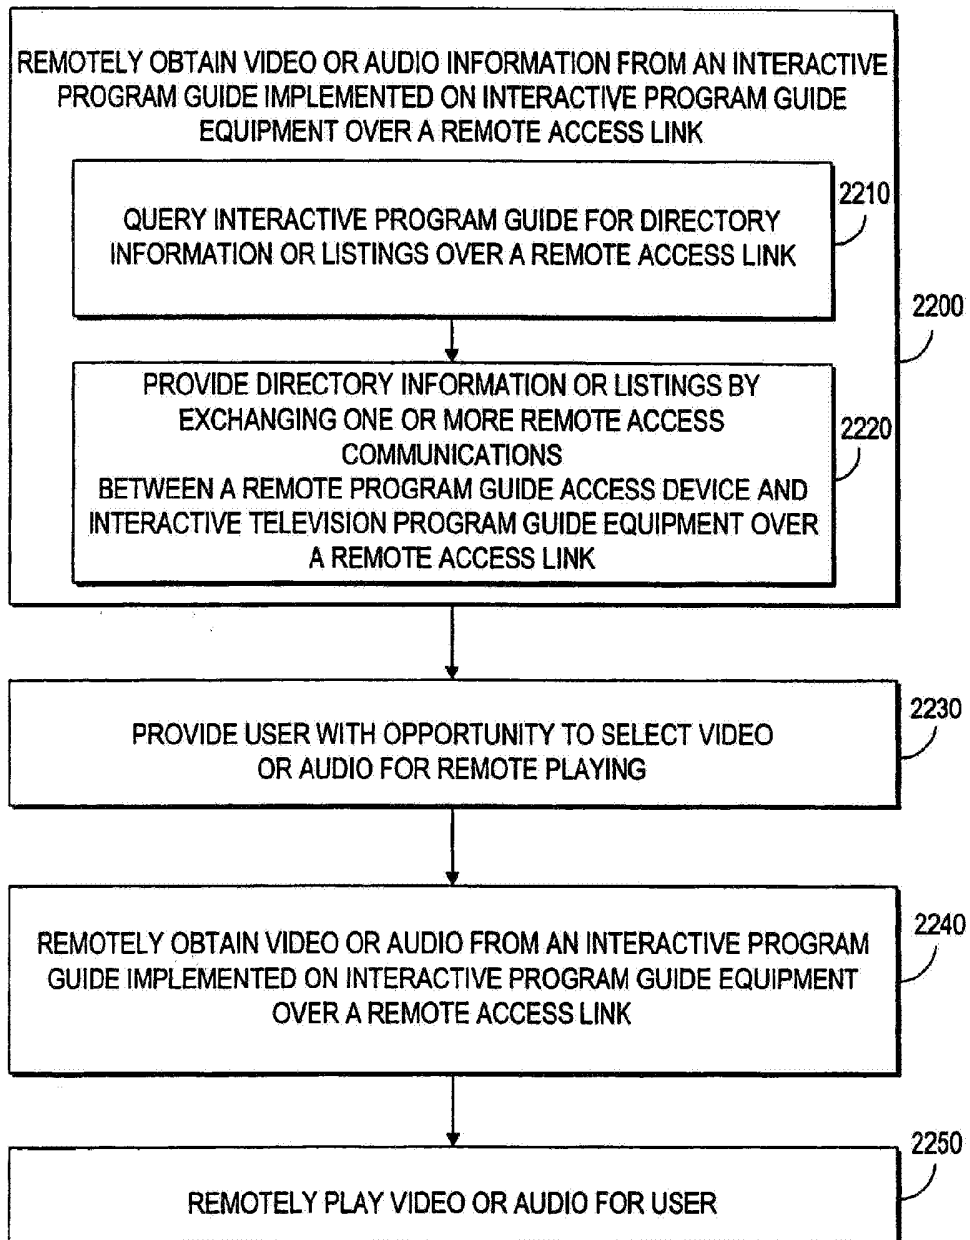 REMOTELY OBTAIN VIDEO OR AUDIO INFORMATION FROM AN INTERACTIVE
PROGRAM GUIDE IMPLEMENTED ON INTERACTIVE PROGRAM GUIDE
EQUIPMENT OVER A REMOTE ACCESS LINK
2210
QUERY INTERACTIVE PROGRAM GUIDE FOR DIRECTORY
INFORMATION OR LISTINGS OVER A REMOTE ACCESS LINK
2200
PROVIDE DIRECTORY INFORMATION OR LISTINGS BY
EXCHANGING ONE OR MORE REMOTE ACCESS
COMMUNICATIONS
BETWEEN A REMOTE PROGRAM GUIDE ACCESS DEVICE AND
INTERACTIVE TELEVISION PROGRAM GUIDE EQUIPMENT OVER
A REMOTE ACCESS LINK
2220
2230
PROVIDE USER WITH OPPORTUNITY TO SELECT VIDEO
OR AUDIO FOR REMOTE PLAYING
2240
REMOTELY OBTAIN VIDEO OR AUDIO FROM AN INTERACTIVE PROGRAM
GUIDE IMPLEMENTED ON INTERACTIVE PROGRAM GUIDE EQUIPMENT
OVER A REMOTE ACCESS LINK
2250
REMOTELY PLAY VIDEO OR AUDIO FOR USER